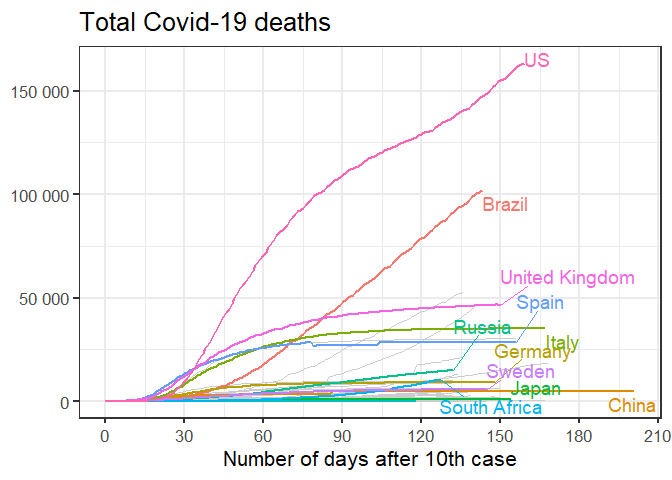 Total Covid-19 deaths
US
150 000
100 000
Brazil
United Kingdom
50 000
Spain
Russia
Italy
Germany
Sweden
Japan
0
South Africa
China
0 30 60 90 120 150 180 210
Number of days after 10th case